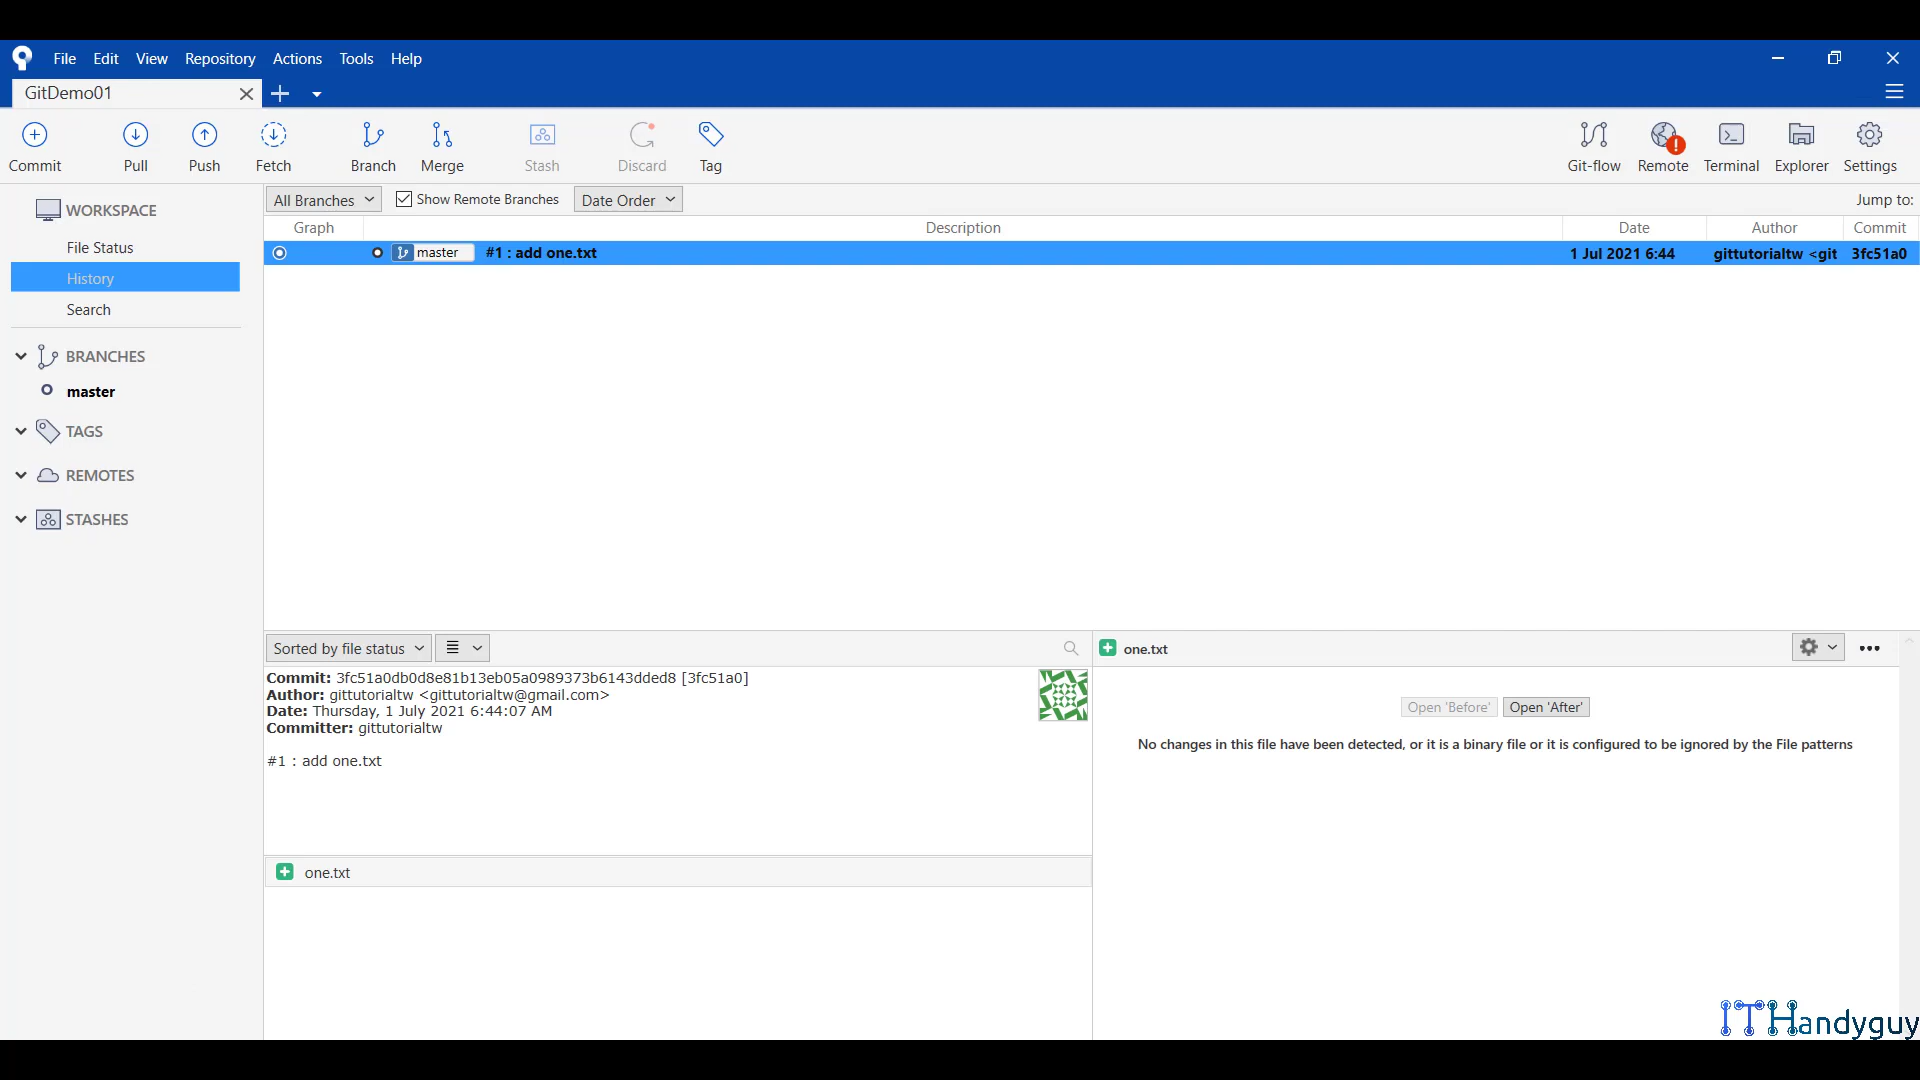 File Edit View Repository Actions Tools Help
GitDemo01
Commit Pull Push Fetch Branch Merge Stash Discard Tag Git-flow Remote Terminal Explorer Settings
WORKSPACE
File Status
History
Search
BRANCHES
master
TAGS
REMOTES
STASHES
All Branches Show Remote Branches Date Order Jump to:
Graph Description Date Author Commit
master #1 : add one.txt 1 Jul 2021 6:44 gittutorialtw <git 3fc51a0
Sorted by file status
Commit: 3fc51a0db0d8e81b13eb05a0989373b6143dded8 [3fc51a0]
Author: gittutorialtw <gittutorialtw@gmail.com>
Date: Thursday, 1 July 2021 6:44:07 AM
Committer: gittutorialtw
#1 : add one.txt
one.txt
one.txt
Open 'Before' Open 'After'
No changes in this file have been detected, or it is a binary file or it is configured to be ignored by the File patterns
ITHandyguy